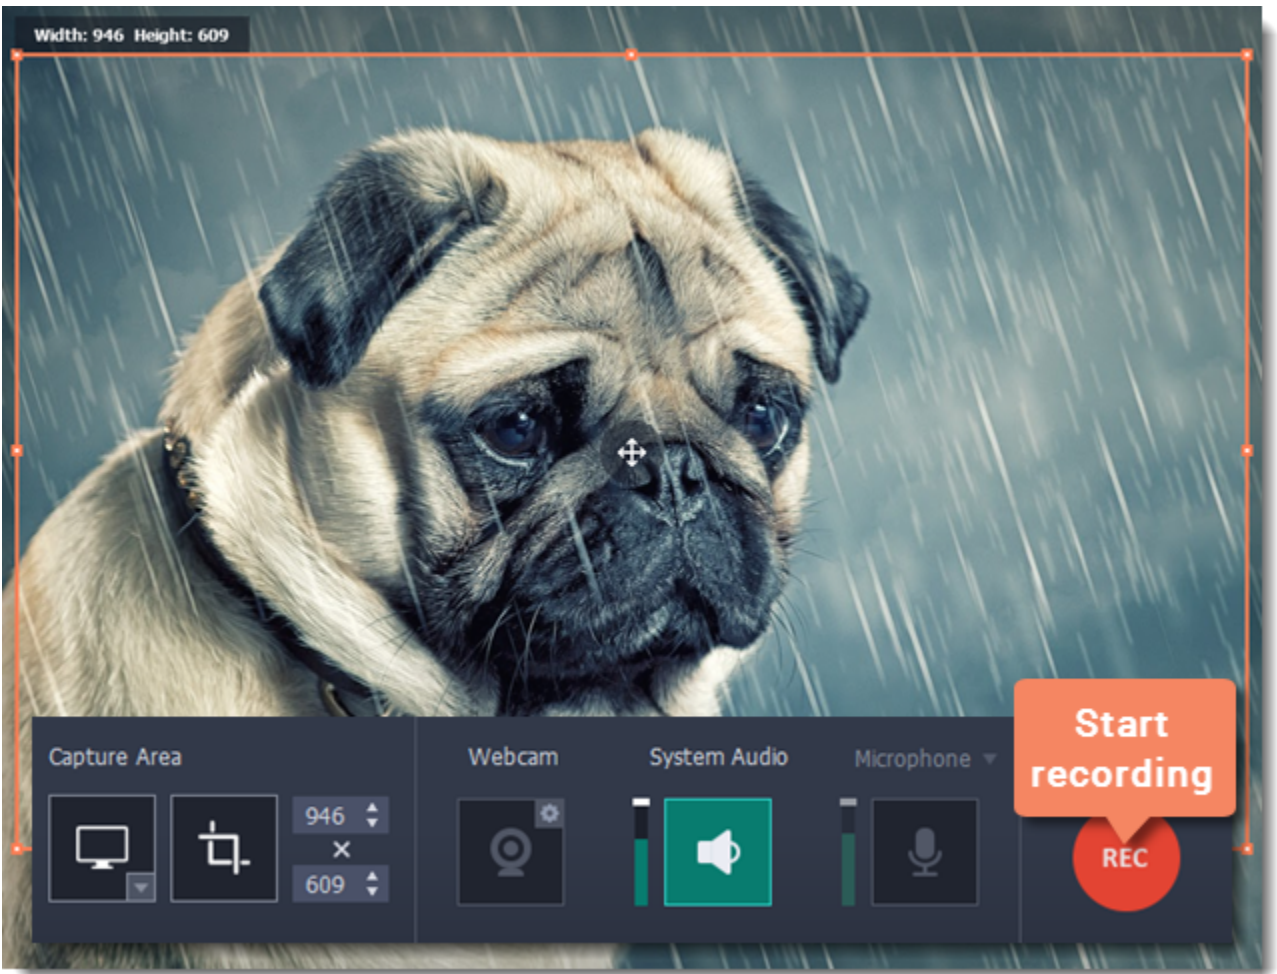 Width: 946 Height: 609
Capture Area
Webcam
System Audio
Microphone
Start
recording
946
×
609
REC